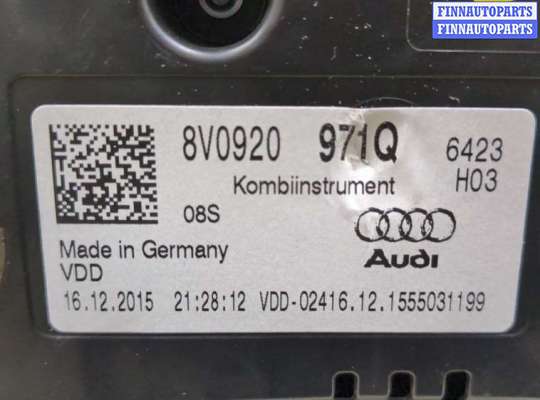 FINNAUTOPARTS
FINNAUTOPARTS
8V0920 971Q 6423
Kombiinstrument H03
08S
Made in Germany
VDD
Audi
16.12.2015 21:28:12 VDD-02416.12.1555031199